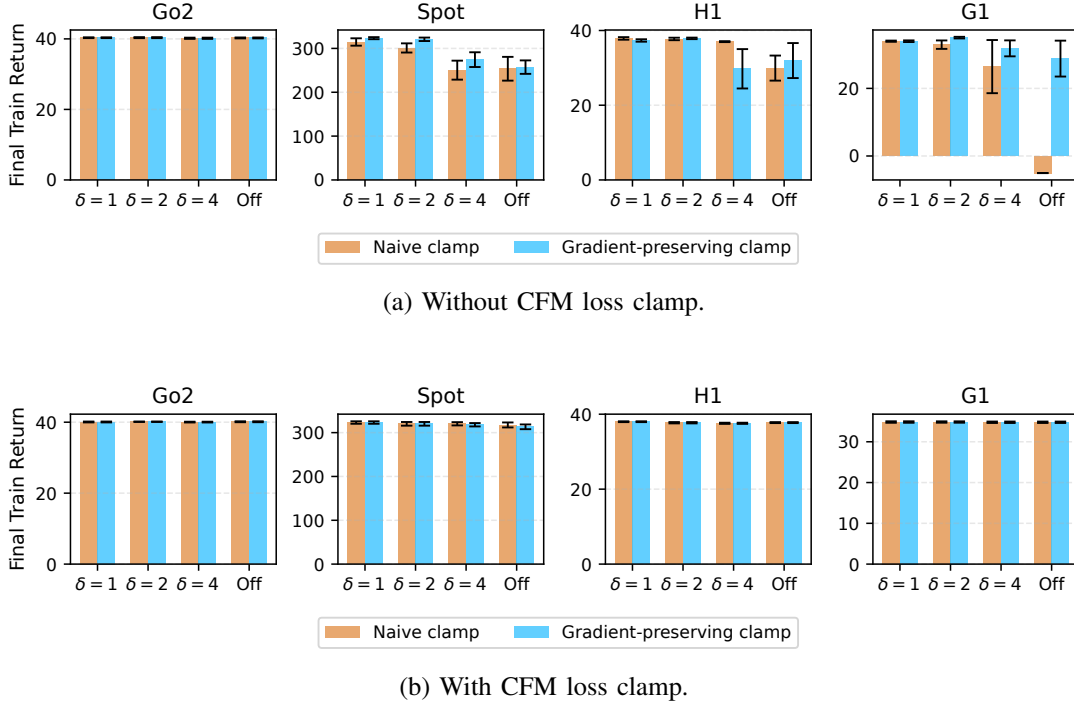 Go2 Spot H1 G1
Final Train Return
40
20
0
300
200
100
0
40
20
0
20
0
δ = 1 δ = 2 δ = 4 Off
δ = 1 δ = 2 δ = 4 Off
δ = 1 δ = 2 δ = 4 Off
δ = 1 δ = 2 δ = 4 Off
Naive clamp Gradient-preserving clamp
(a) Without CFM loss clamp.
Go2 Spot H1 G1
Final Train Return
40
20
0
300
200
100
0
40
20
0
30
20
10
0
δ = 1 δ = 2 δ = 4 Off
δ = 1 δ = 2 δ = 4 Off
δ = 1 δ = 2 δ = 4 Off
δ = 1 δ = 2 δ = 4 Off
Naive clamp Gradient-preserving clamp
(b) With CFM loss clamp.